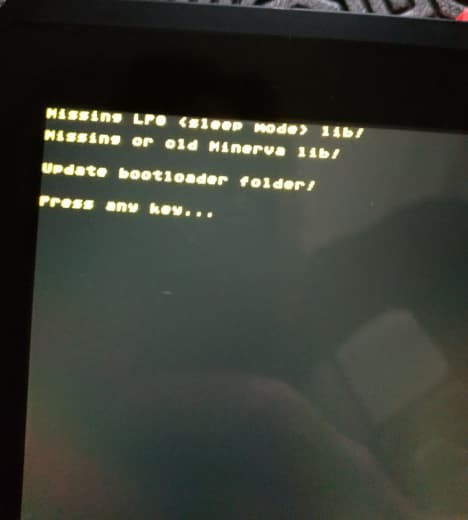 Missing LP0 (sleep mode) lib!
Missing or old Minerva lib!
Update bootloader folder!
Press any key...